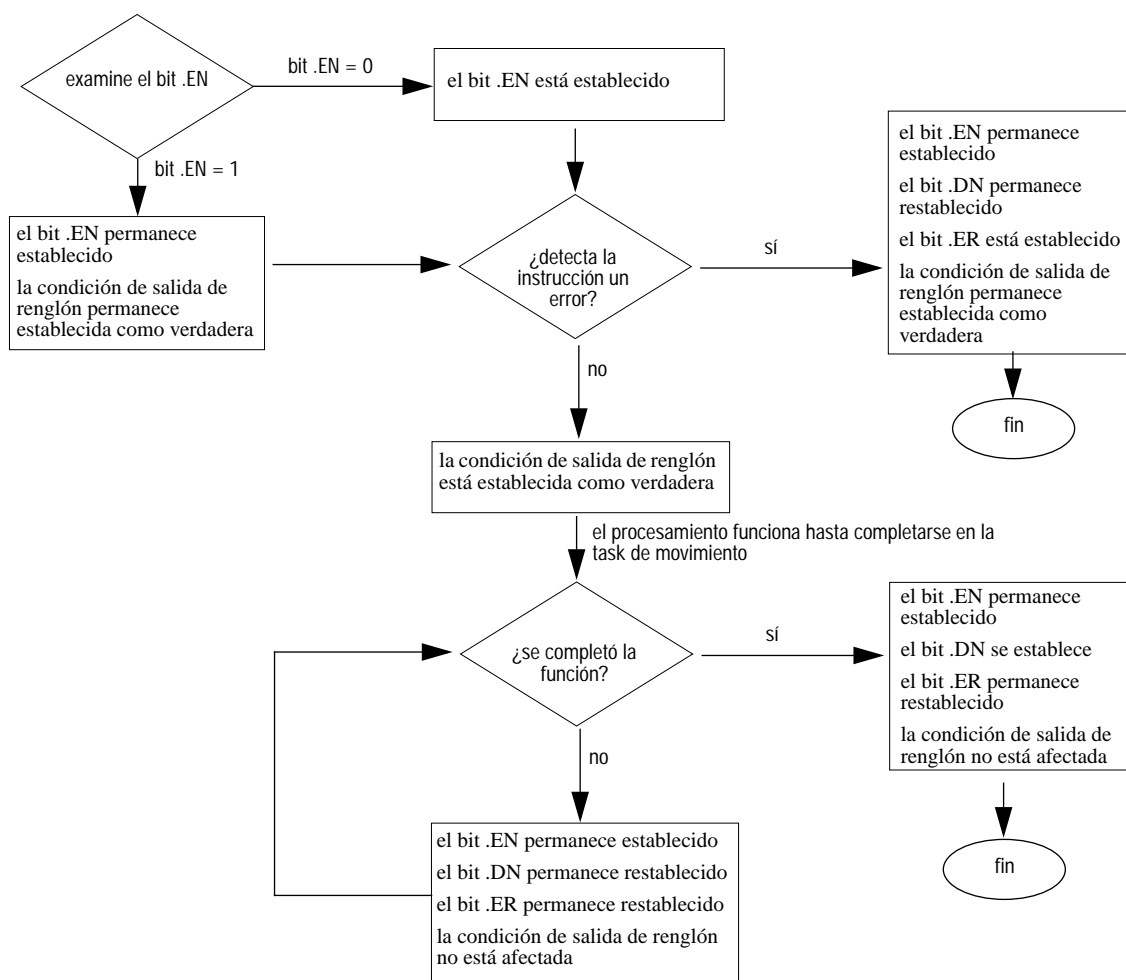 examine el bit .EN
bit .EN = 0
el bit .EN está establecido
bit .EN = 1
el bit .EN permanece
establecido
la condición de salida de
renglón permanece
establecida como verdadera
¿detecta la
instrucción un
error?
sí
el bit .EN permanece
establecido
el bit .DN permanece
restablecido
el bit .ER está establecido
la condición de salida de
renglón permanece
establecida como
verdadera
fin
no
la condición de salida de renglón
está establecida como verdadera
el procesamiento funciona hasta completarse en la
task de movimiento
¿se completó la
función?
sí
el bit .EN permanece
establecido
el bit .DN se establece
el bit .ER permanece
restablecido
la condición de salida de
renglón no está afectada
fin
no
el bit .EN permanece establecido
el bit .DN permanece restablecido
el bit .ER permanece restablecido
la condición de salida de renglón
no está afectada